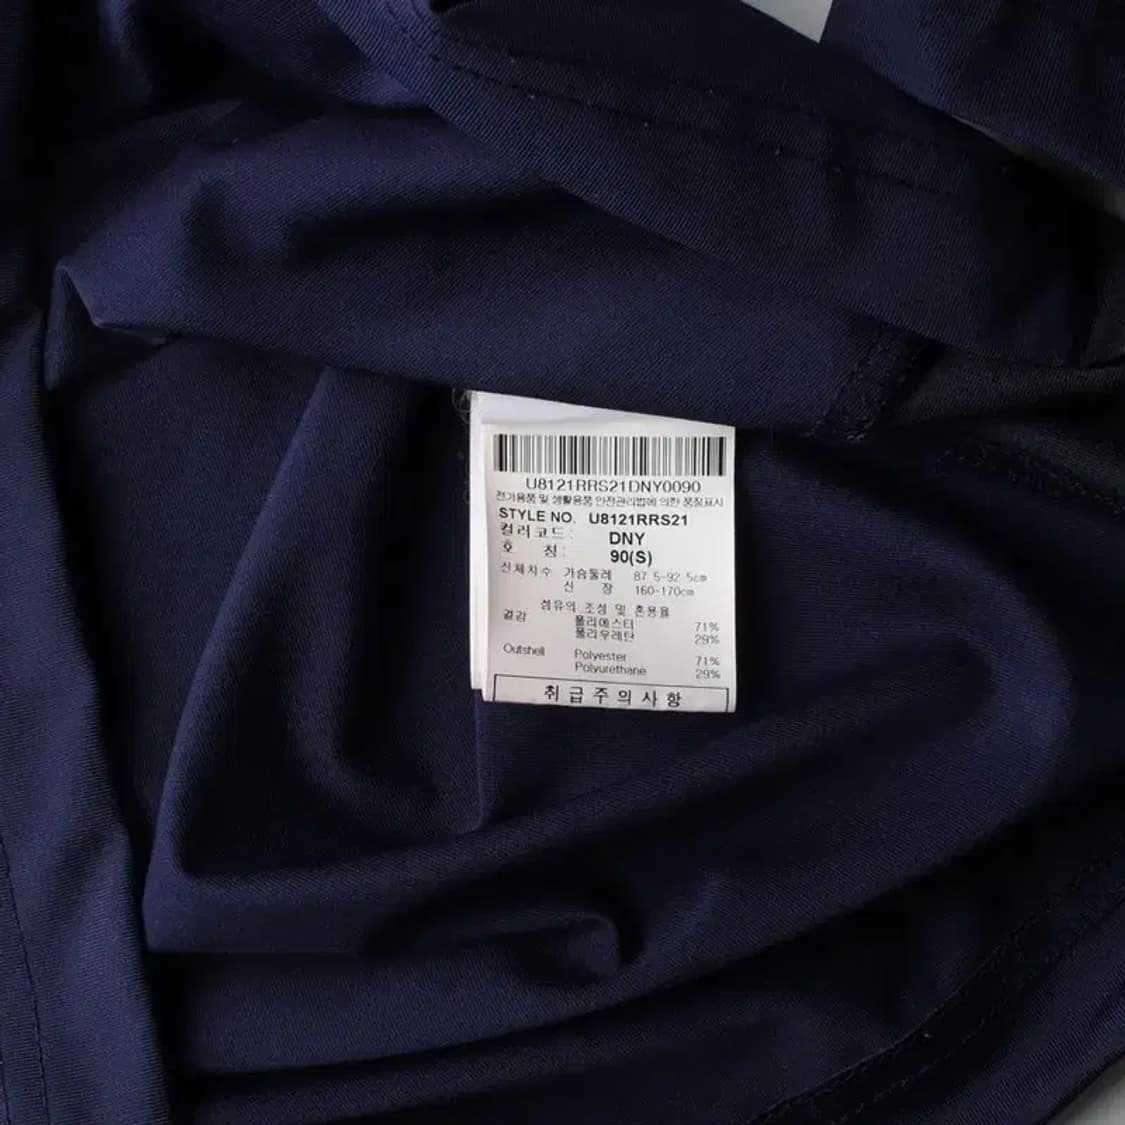 U8121RRS21DNY0090
전기용품 및 생활용품 안전관리법에 의한 품질표시
STYLE NO. U8121RRS21
컬러코드 : DNY
호 칭 : 90(S)
신체치수 가슴둘레 87.5-92.5cm
신 장 160-170cm
섬유의 조성 및 혼용율
겉감 폴리에스터 71%
폴리우레탄 29%
Outshell Polyester 71%
Polyurethane 29%
취급주의사항